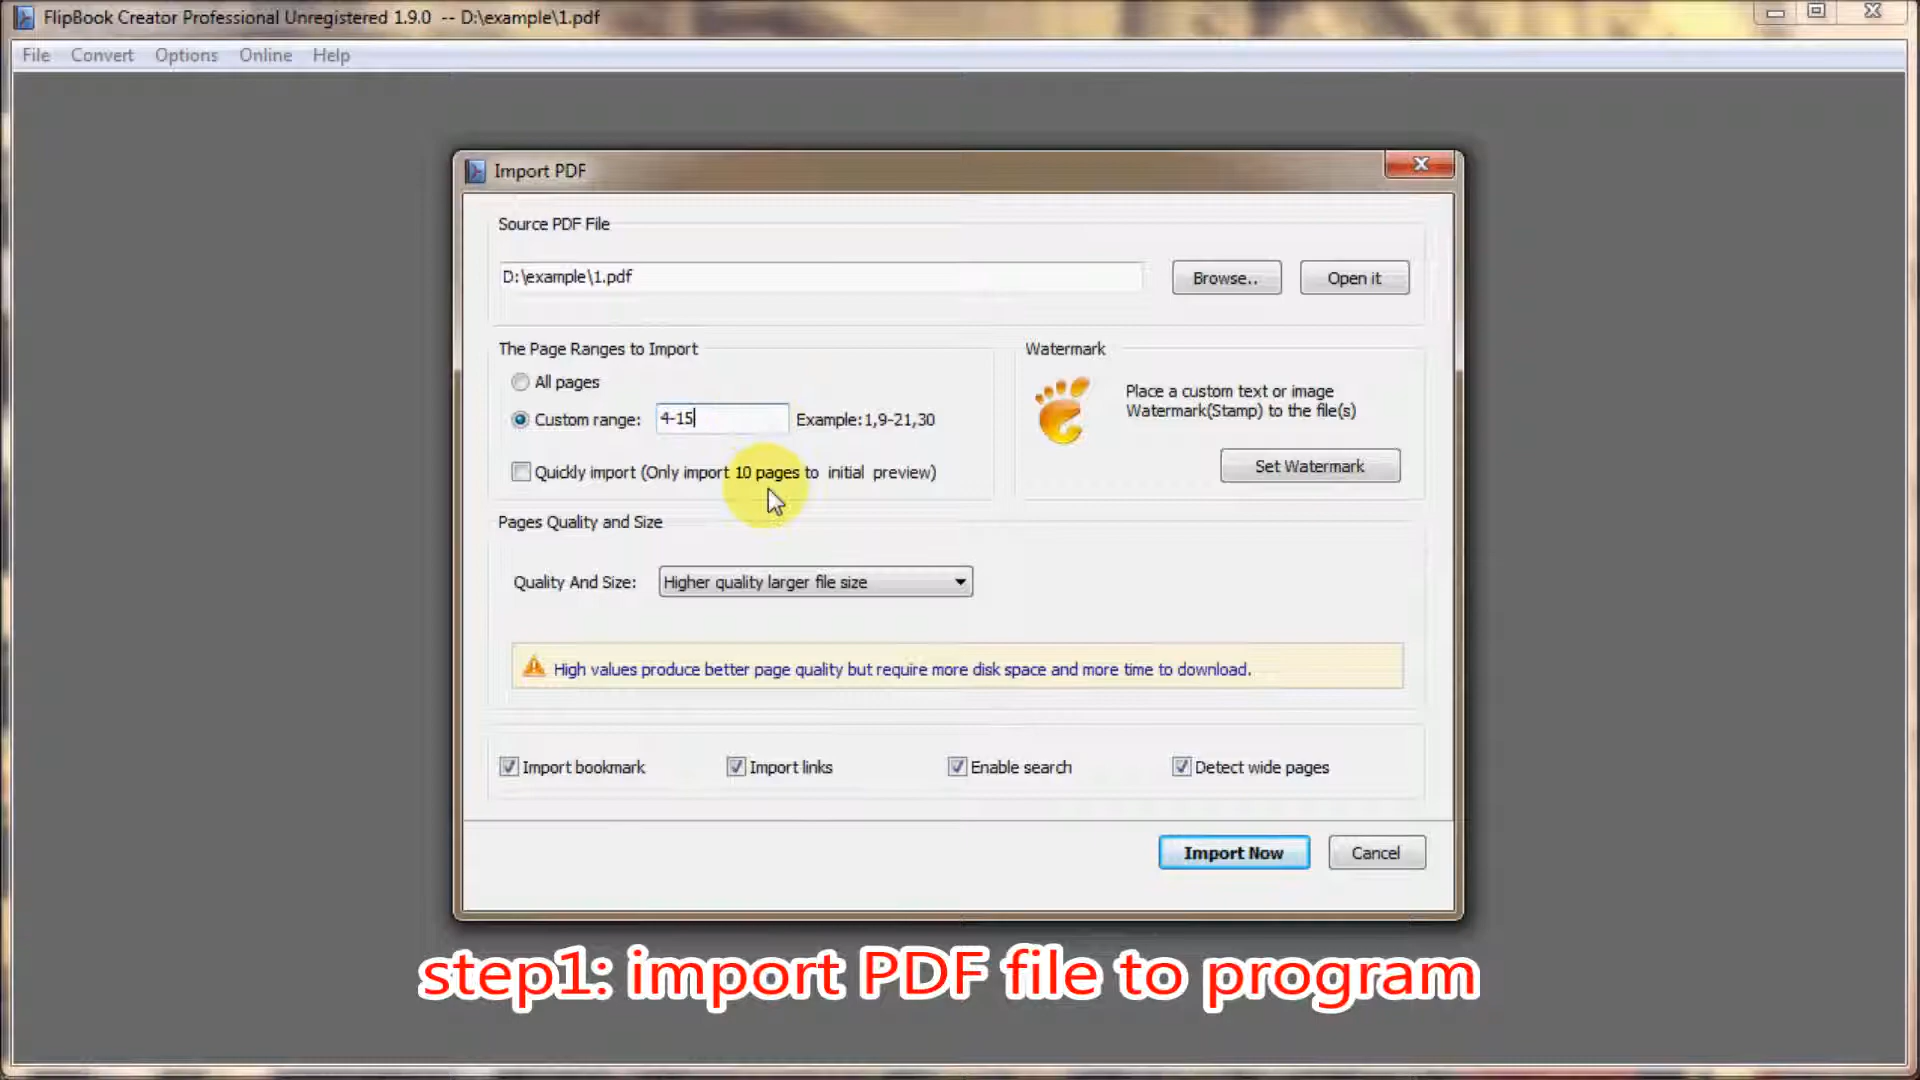 FlipBook Creator Professional Unregistered 1.9.0 -- D:\example\1.pdf
File Convert Options Online Help
Import PDF
Source PDF File
D:\example\1.pdf
Browse..
Open it
The Page Ranges to Import
All pages
Custom range: 4-15 Example:1,9-21,30
Quickly import (Only import 10 pages to initial preview)
Watermark
Place a custom text or image
Watermark(Stamp) to the file(s)
Set Watermark
Pages Quality and Size
Quality And Size: Higher quality larger file size
High values produce better page quality but require more disk space and more time to download.
Import bookmark Import links Enable search Detect wide pages
Import Now Cancel
step1: import PDF file to program